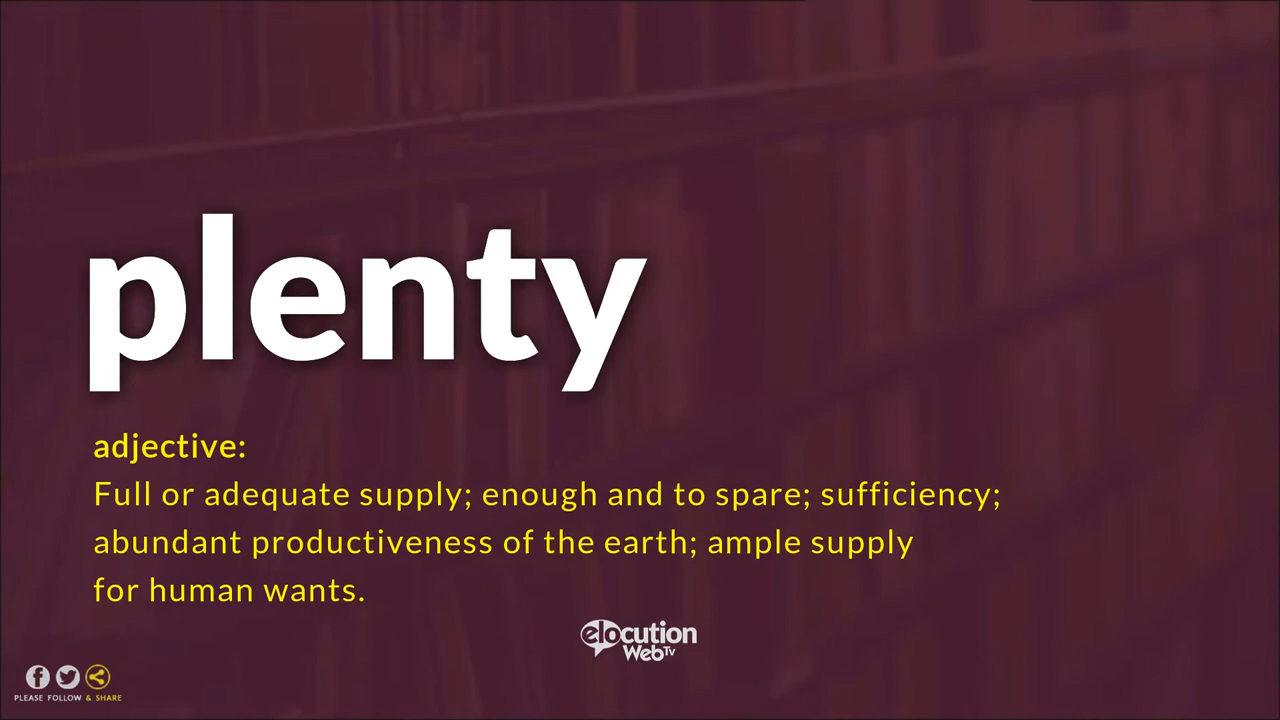 plenty
adjective:
Full or adequate supply; enough and to spare; sufficiency;
abundant productiveness of the earth; ample supply
for human wants.
elocution
WebTv
PLEASE FOLLOW & SHARE